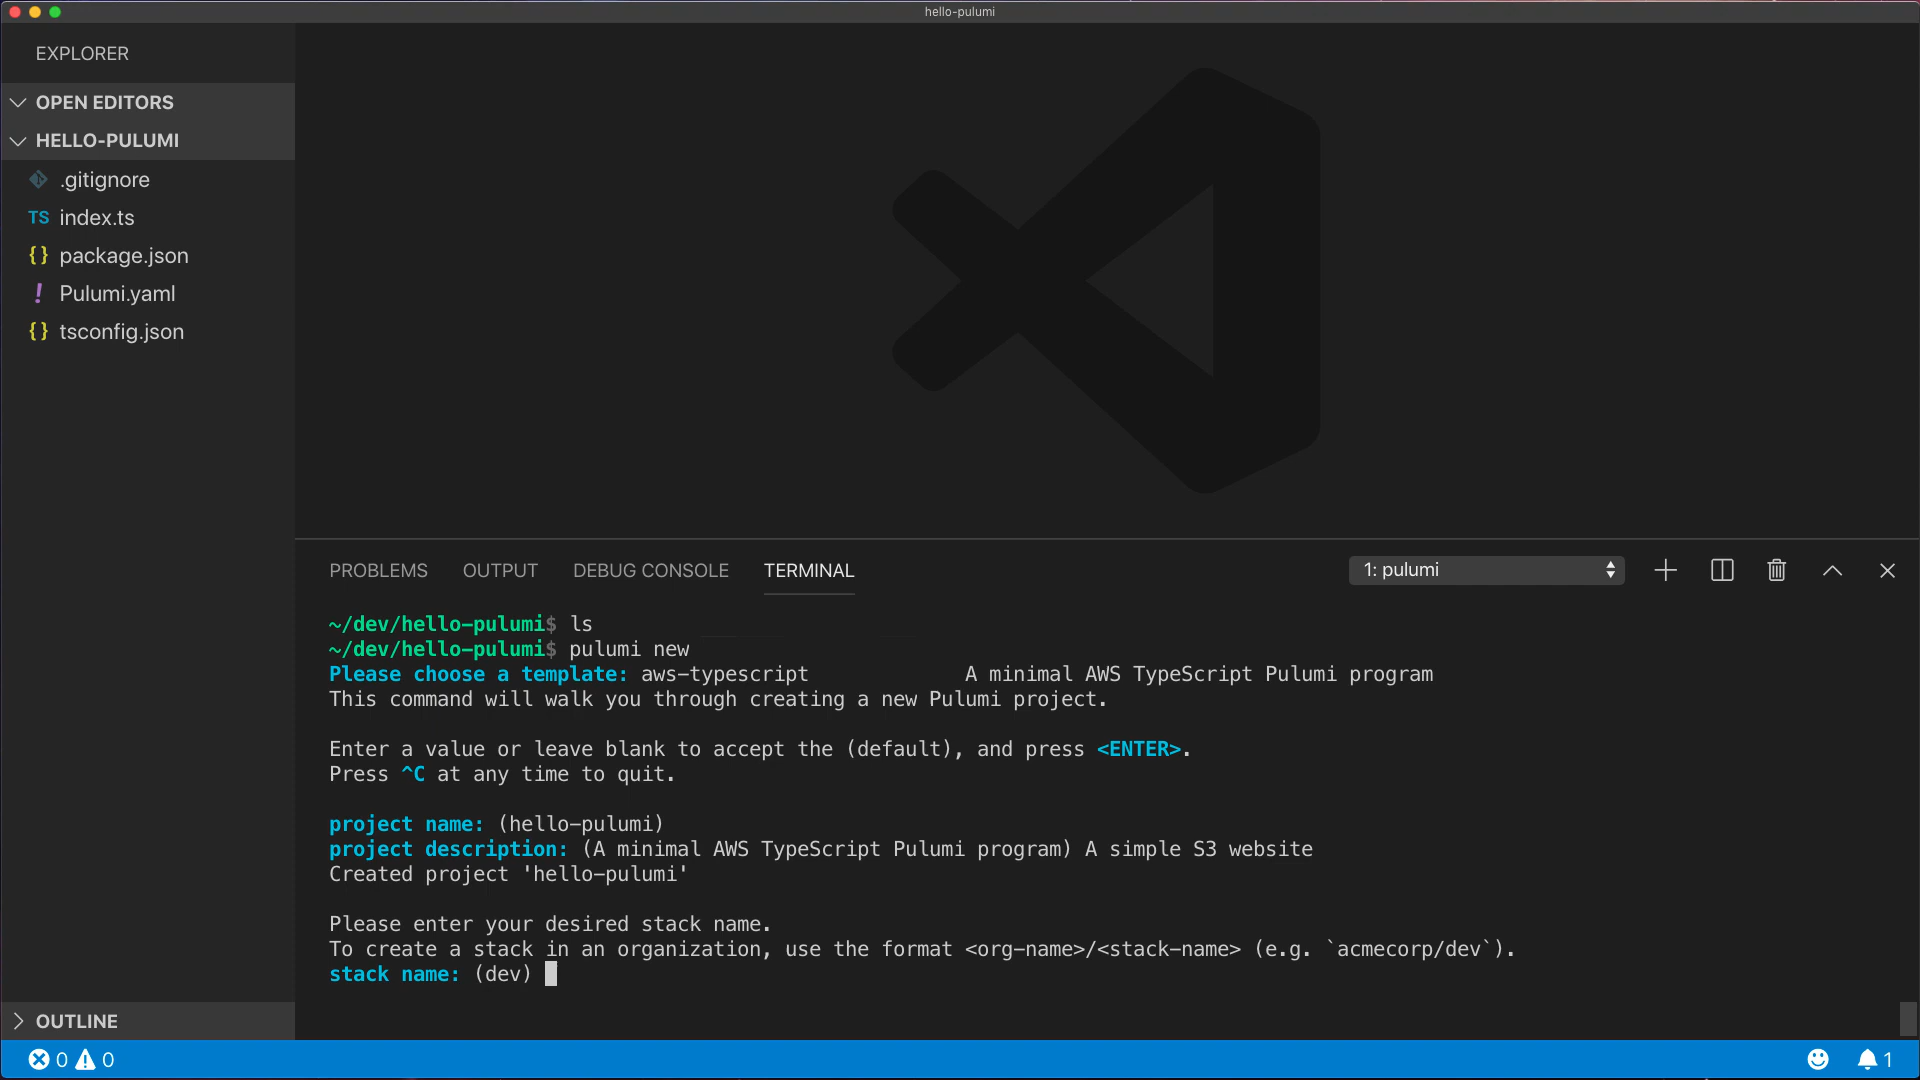 hello-pulumi
EXPLORER
OPEN EDITORS
HELLO-PULUMI
.gitignore
TS index.ts
{} package.json
! Pulumi.yaml
{} tsconfig.json
OUTLINE
PROBLEMS OUTPUT DEBUG CONSOLE TERMINAL 1: pulumi
~/dev/hello-pulumi$ ls
~/dev/hello-pulumi$ pulumi new
Please choose a template: aws-typescript A minimal AWS TypeScript Pulumi program
This command will walk you through creating a new Pulumi project.
Enter a value or leave blank to accept the (default), and press <ENTER>.
Press ^C at any time to quit.
project name: (hello-pulumi)
project description: (A minimal AWS TypeScript Pulumi program) A simple S3 website
Created project 'hello-pulumi'
Please enter your desired stack name.
To create a stack in an organization, use the format <org-name>/<stack-name> (e.g. `acmecorp/dev`).
stack name: (dev)
0 0 1